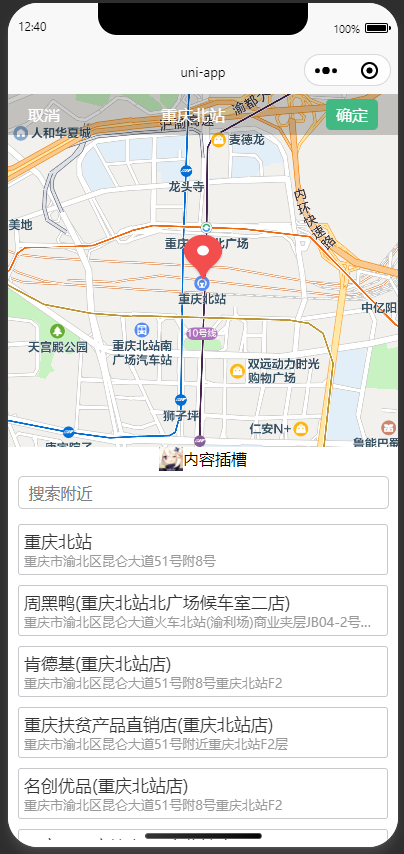 12:40
100%
uni-app
取消
重庆北站
确定
人和华夏城
麦德龙
龙头寺
内环快速路
美地
重庆
北广场
重庆北站
中亚阳
10号线
天宫殿公园
重庆北站南
广场汽车站
双远动力时光
购物广场
狮子坪
仁安N+
鲁能巴蜀
内容插槽
搜索附近
重庆北站
重庆市渝北区昆仑大道51号附8号
周黑鸭(重庆北站北广场候车室二店)
重庆市渝北区昆仑大道火车北站(渝利场)商业夹层JB04-2号...
肯德基(重庆北站店)
重庆市渝北区昆仑大道51号附8号重庆北站F2
重庆扶贫产品直销店(重庆北站店)
重庆市渝北区昆仑大道51号附近重庆北站F2层
名创优品(重庆北站店)
重庆市渝北区昆仑大道51号附8号重庆北站F2